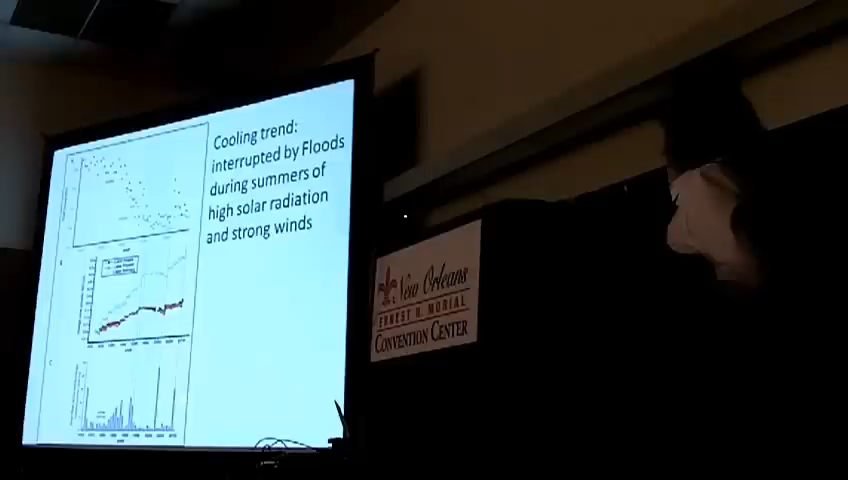 Cooling trend:
interrupted by Floods
during summers of
high solar radiation
and strong winds
New Orleans
ERNEST N. MORIAL
CONVENTION CENTER